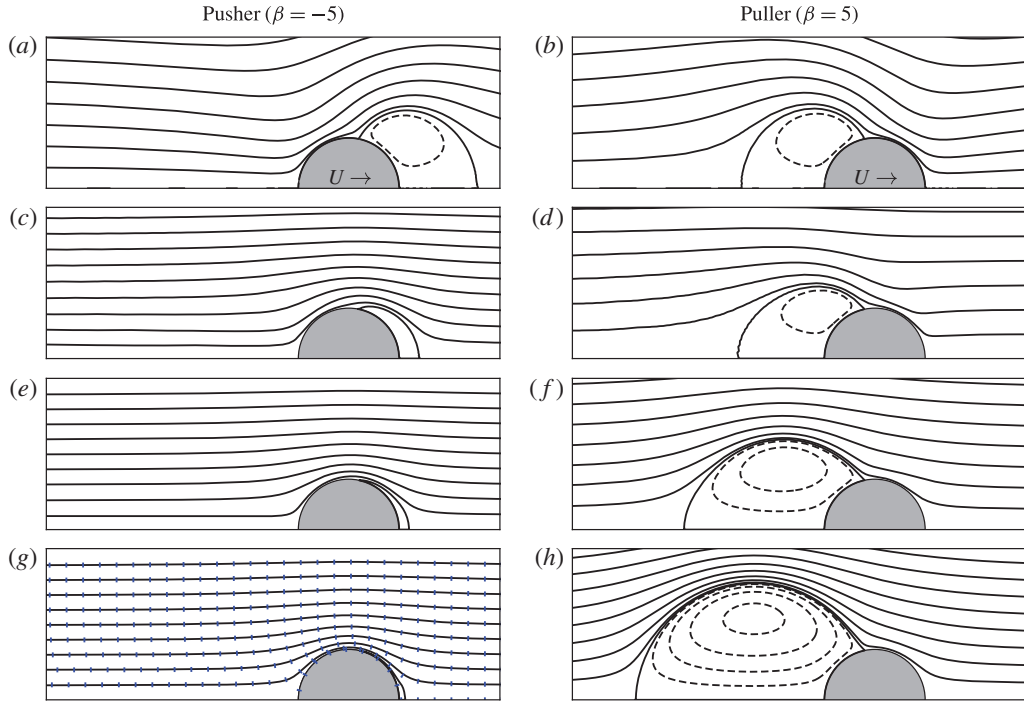 Pusher (β = −5) Puller (β = 5)
(a) (b)
U → U →
(c) (d)
(e) (f)
(g) (h)